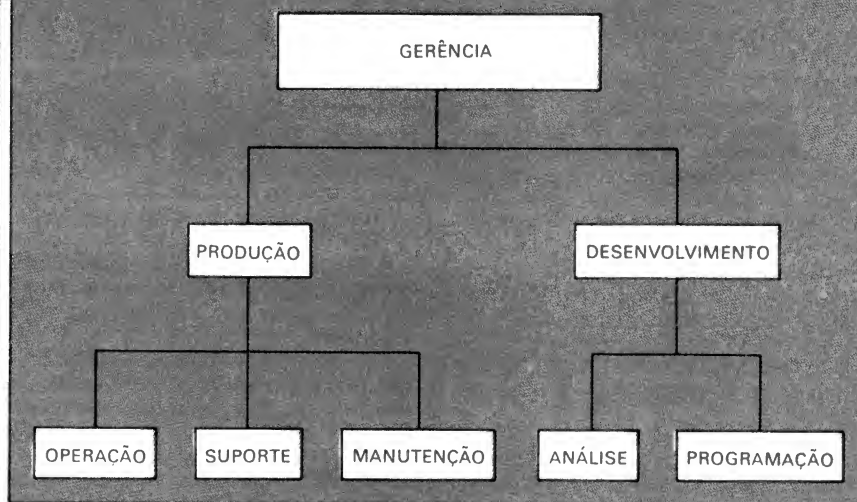 GERÊNCIA
PRODUÇÃO
DESENVOLVIMENTO
OPERAÇÃO
SUPORTE
MANUTENÇÃO
ANÁLISE
PROGRAMAÇÃO